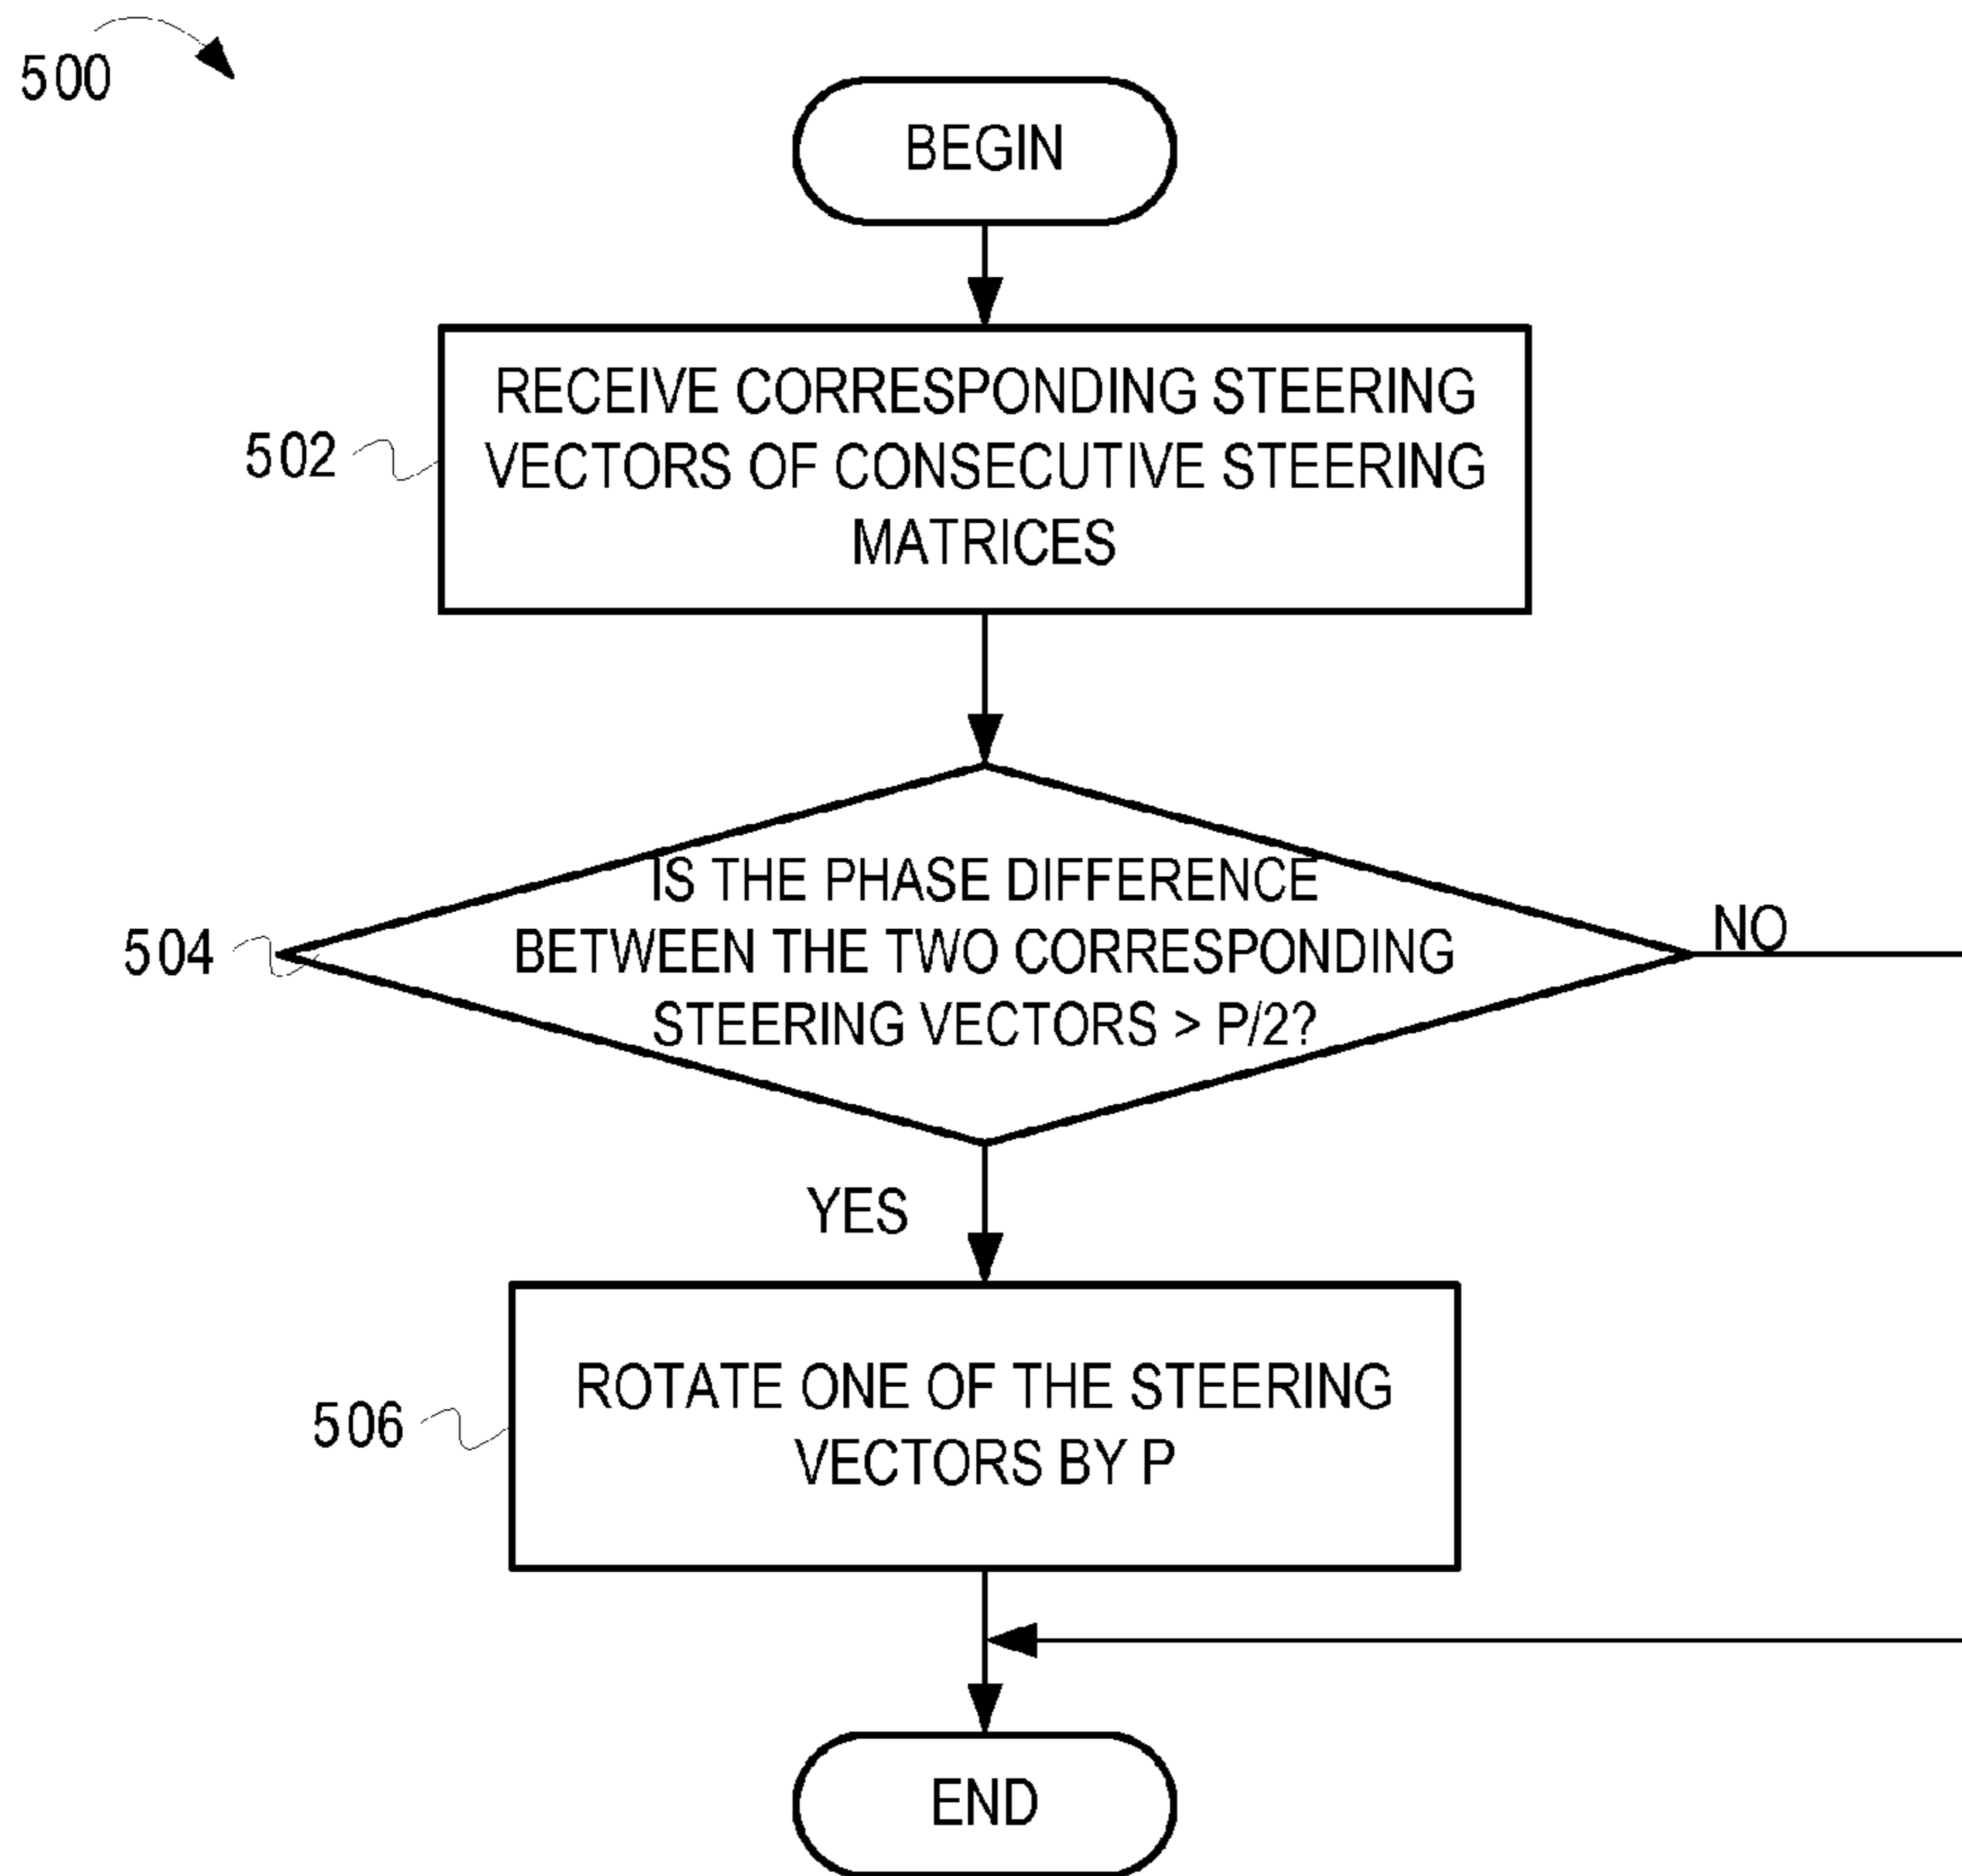 500
BEGIN
502
RECEIVE CORRESPONDING STEERING
VECTORS OF CONSECUTIVE STEERING
MATRICES
504
IS THE PHASE DIFFERENCE
BETWEEN THE TWO CORRESPONDING
STEERING VECTORS > P/2?
NO
YES
506
ROTATE ONE OF THE STEERING
VECTORS BY P
END